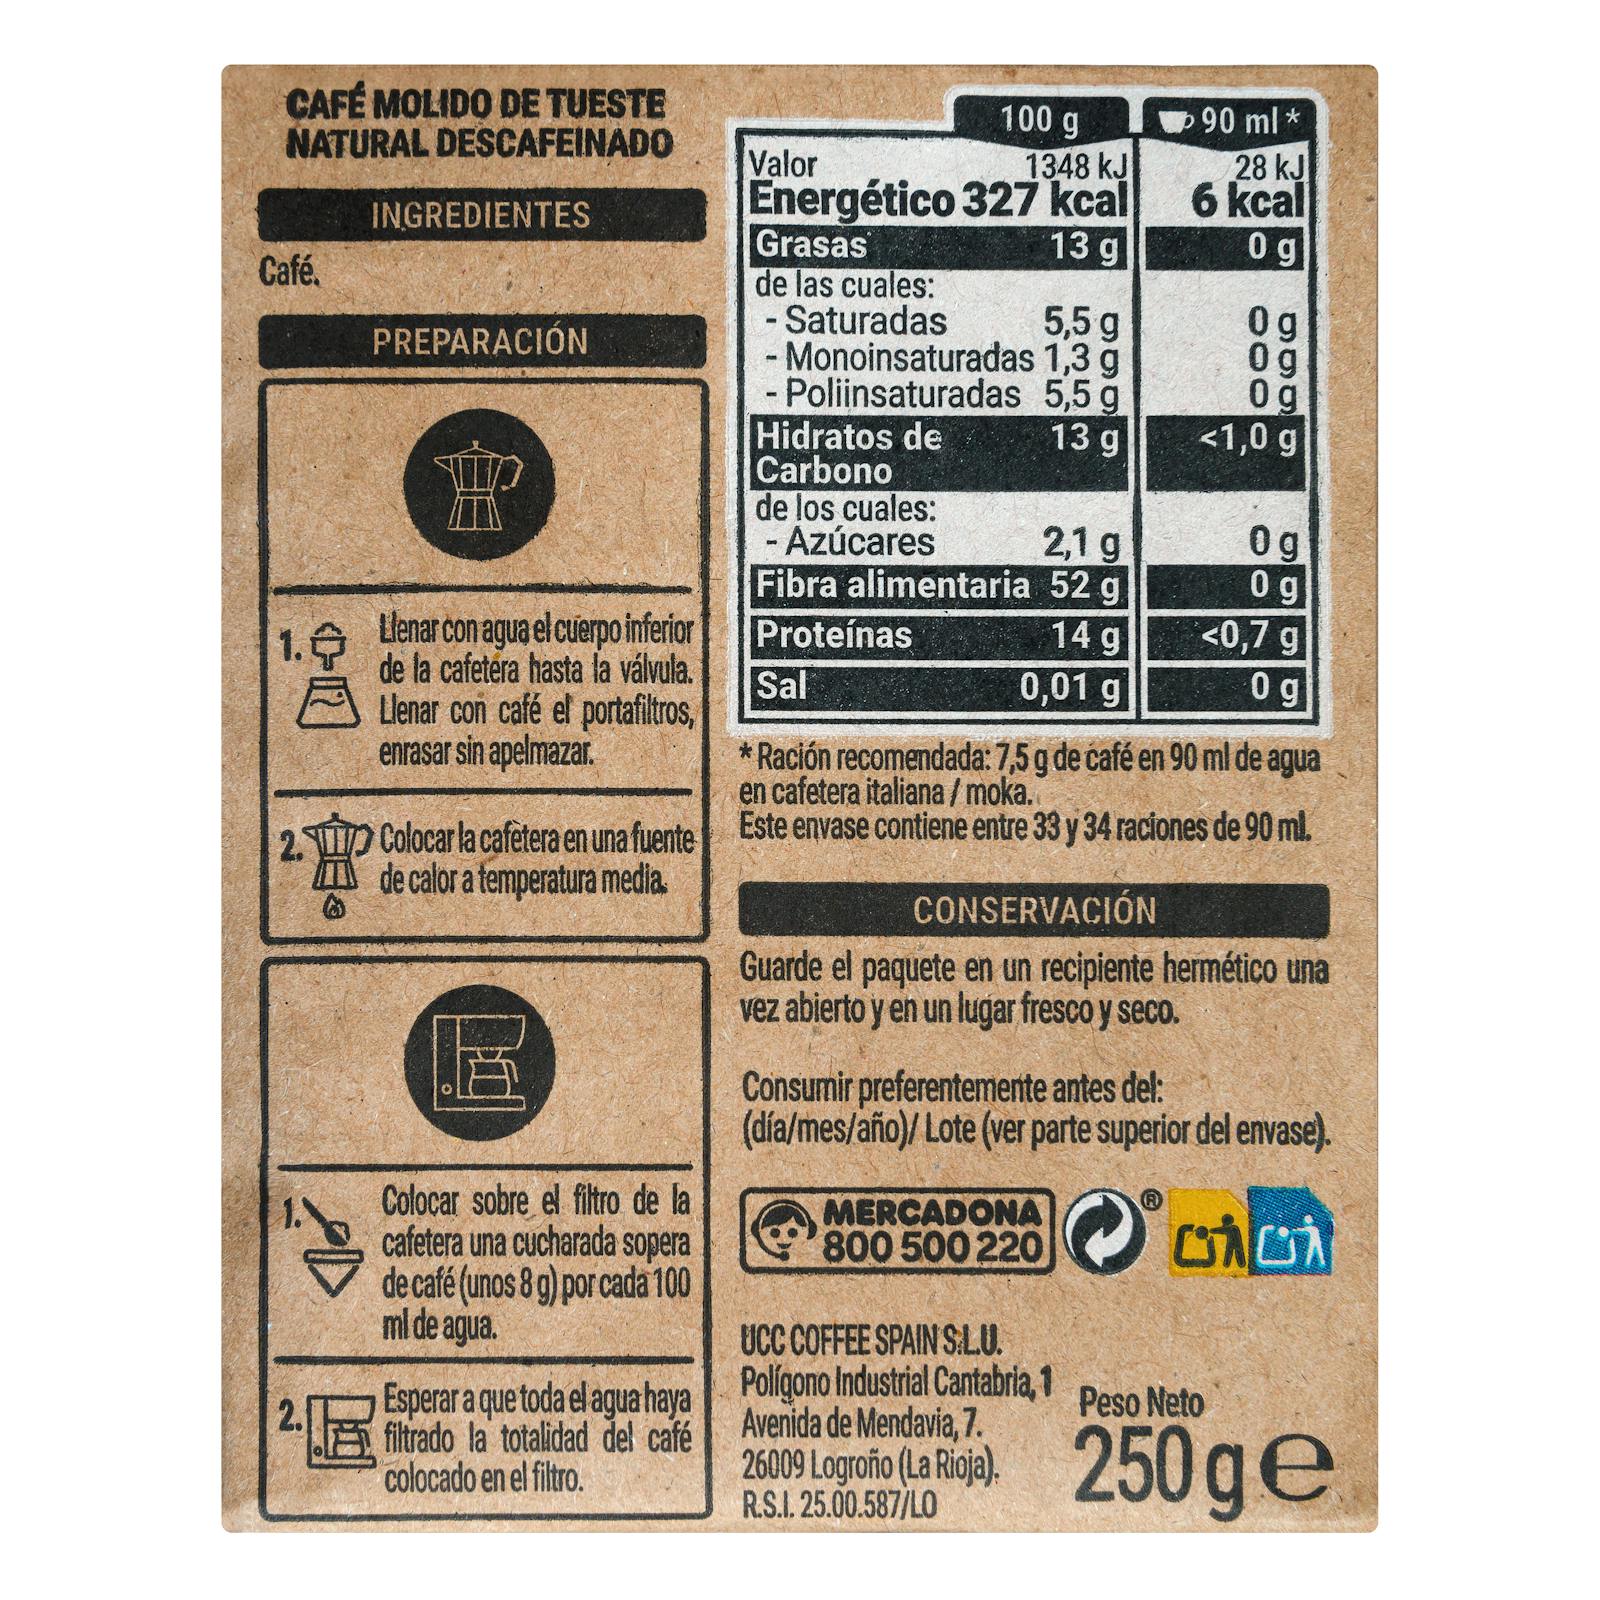 CAFÉ MOLIDO DE TUESTE
NATURAL DESCAFEINADO
INGREDIENTES
Café.
PREPARACIÓN
1. Llenar con agua el cuerpo inferior
de la cafetera hasta la válvula.
Llenar con café el portafiltros,
enrasar sin apelmazar.
2. Colocar la cafetera en una fuente
de calor a temperatura media.
1. Colocar sobre el filtro de la
cafetera una cucharada sopera
de café (unos 8 g) por cada 100
ml de agua.
2. Esperar a que toda el agua haya
filtrado la totalidad del café
colocado en el filtro.
100 g 90 ml *
Valor 1348 kJ 28 kJ
Energético 327 kcal 6 kcal
Grasas 13 g 0 g
de las cuales:
- Saturadas 5,5 g 0 g
- Monoinsaturadas 1,3 g 0 g
- Poliinsaturadas 5,5 g 0 g
Hidratos de 13 g <1,0 g
Carbono
de los cuales:
- Azúcares 2,1 g 0 g
Fibra alimentaria 52 g 0 g
Proteínas 14 g <0,7 g
Sal 0,01 g 0 g
* Ración recomendada: 7,5 g de café en 90 ml de agua
en cafetera italiana / moka.
Este envase contiene entre 33 y 34 raciones de 90 ml.
CONSERVACIÓN
Guarde el paquete en un recipiente hermético una
vez abierto y en un lugar fresco y seco.
Consumir preferentemente antes del:
(día/mes/año)/ Lote (ver parte superior del envase).
MERCADONA
800 500 220
®
UCC COFFEE SPAIN S.L.U.
Polígono Industrial Cantabria, 1
Avenida de Mendavia, 7.
26009 Logroño (La Rioja).
R.S.I. 25.00.587/LO
Peso Neto
250 g e